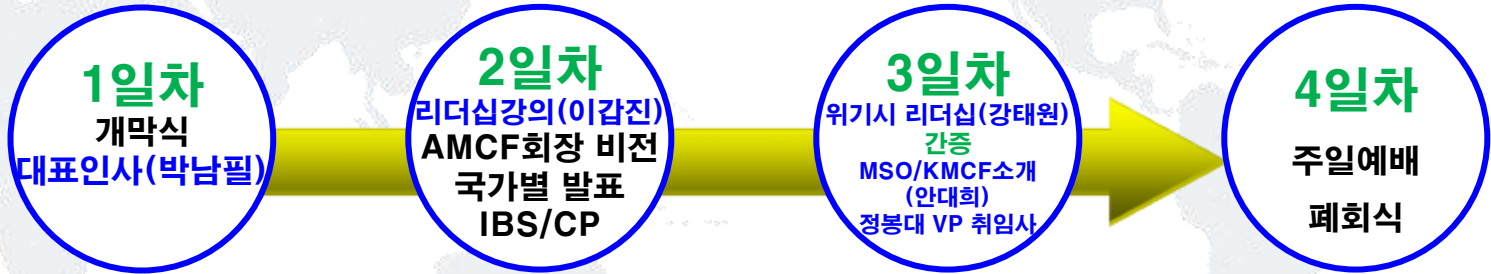 1일차
개막식
대표인사(박남필)
2일차
리더십강의(이갑진)
AMCF회장 비전
국가별 발표
IBS/CP
3일차
위기시 리더십(강태원)
간증
MSO/KMCF소개
(안대희)
정봉대 VP 취임사
4일차
주일예배
폐회식